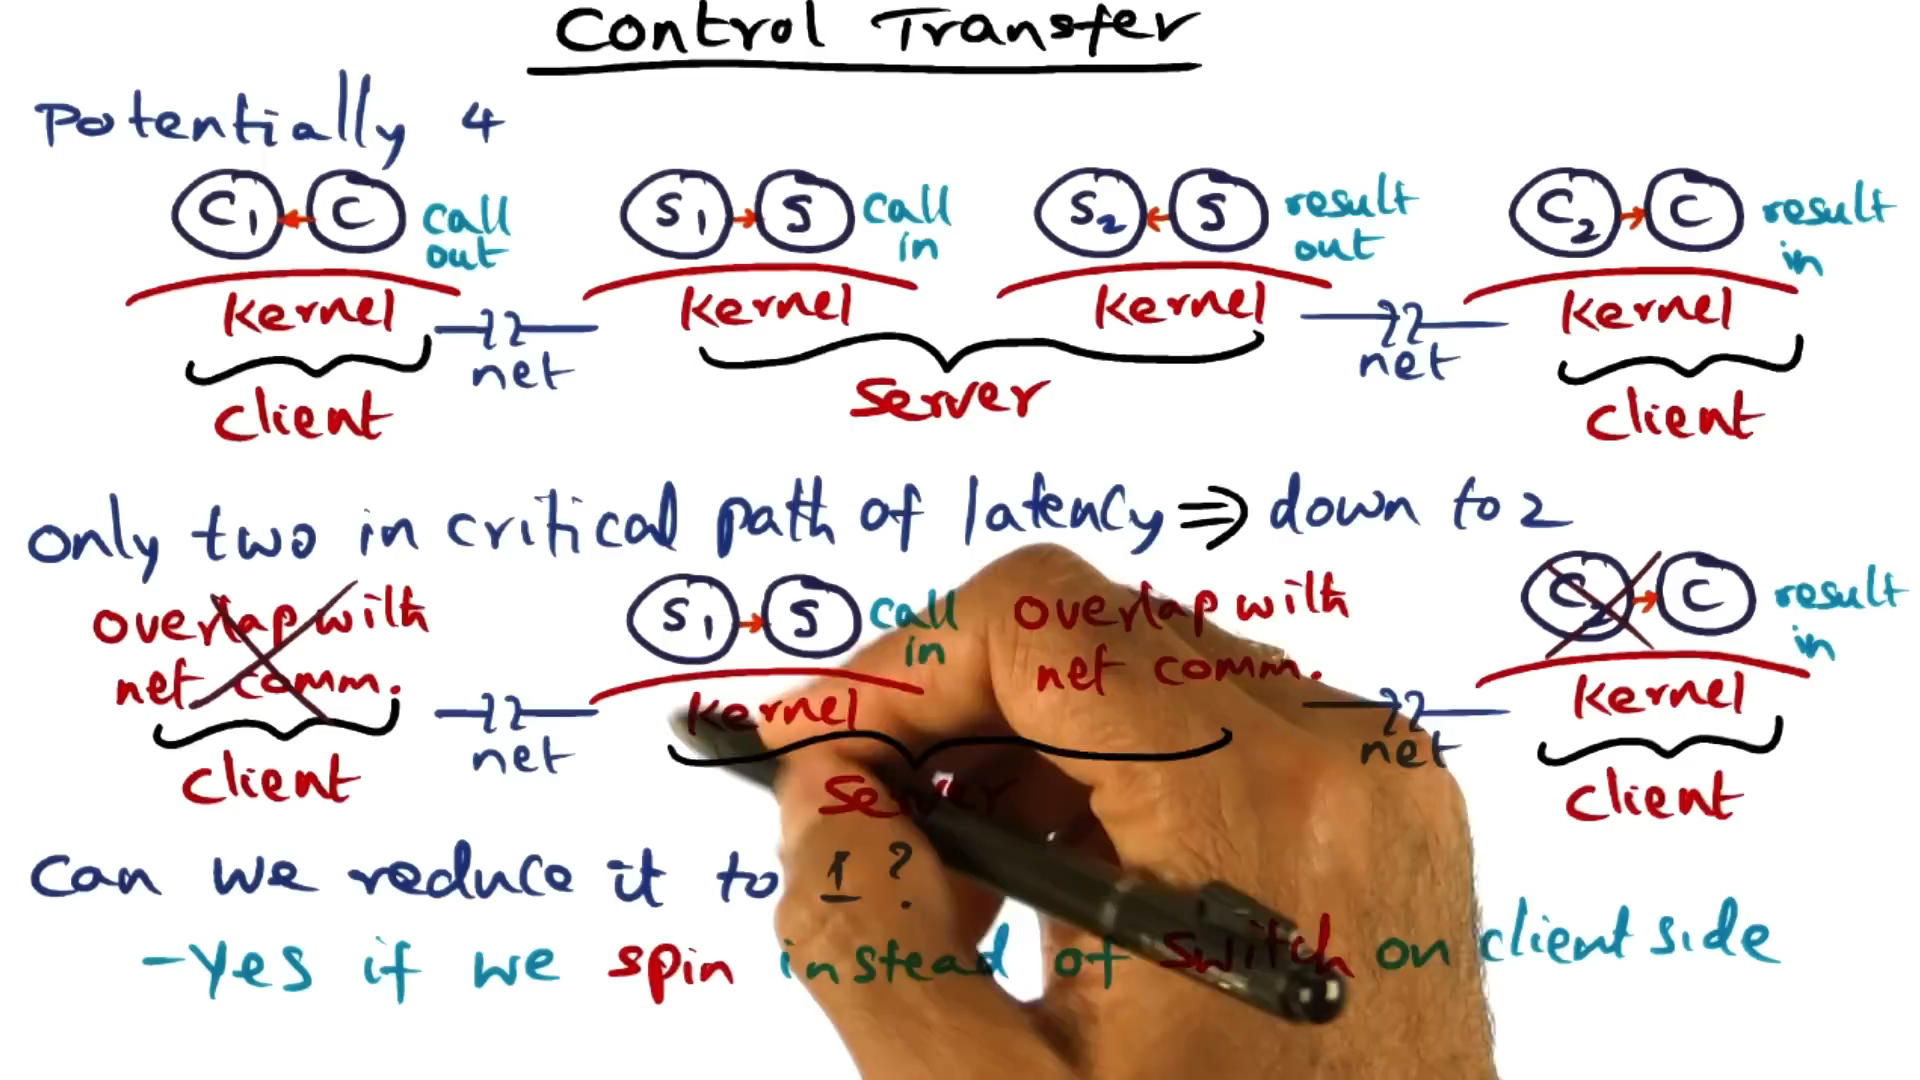 Control Transfer
Potentially 4
C1 C call out
S1 S call in
S2 S result out
C2 C result in
Kernel Kernel Kernel Kernel
net net
client server client
only two in critical path of latency ⇒ down to 2
overlap with net comm.
S1 S call in
overlap with net comm.
C2 C result in
Kernel Kernel
net net
client server client
can we reduce it to 1?
- Yes if we spin instead of switch on client side